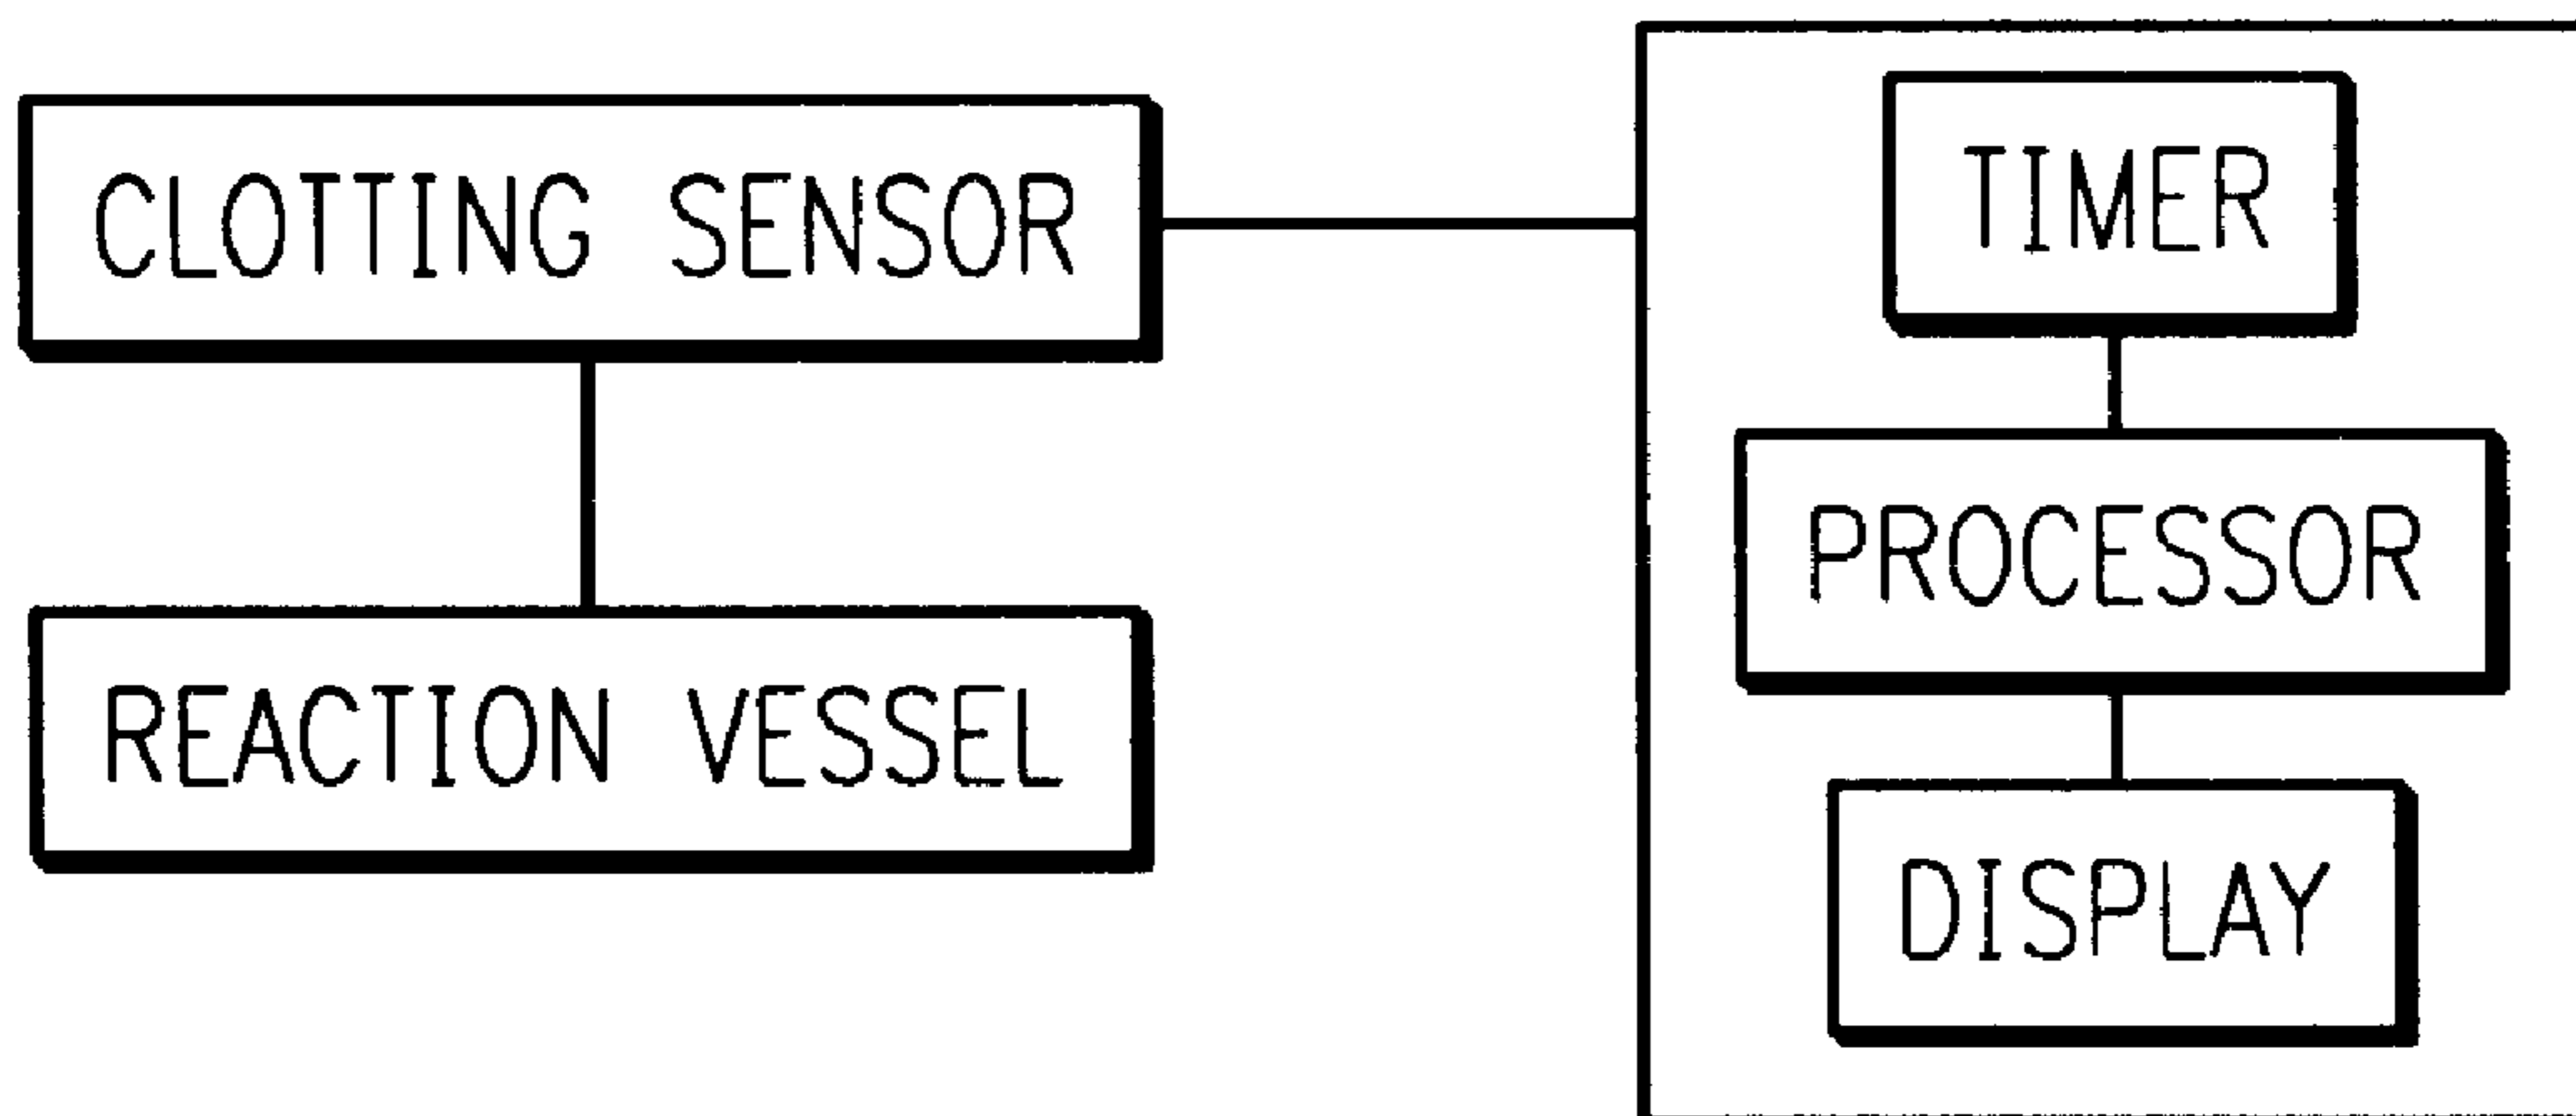 CLOTTING SENSOR
REACTION VESSEL
TIMER
PROCESSOR
DISPLAY